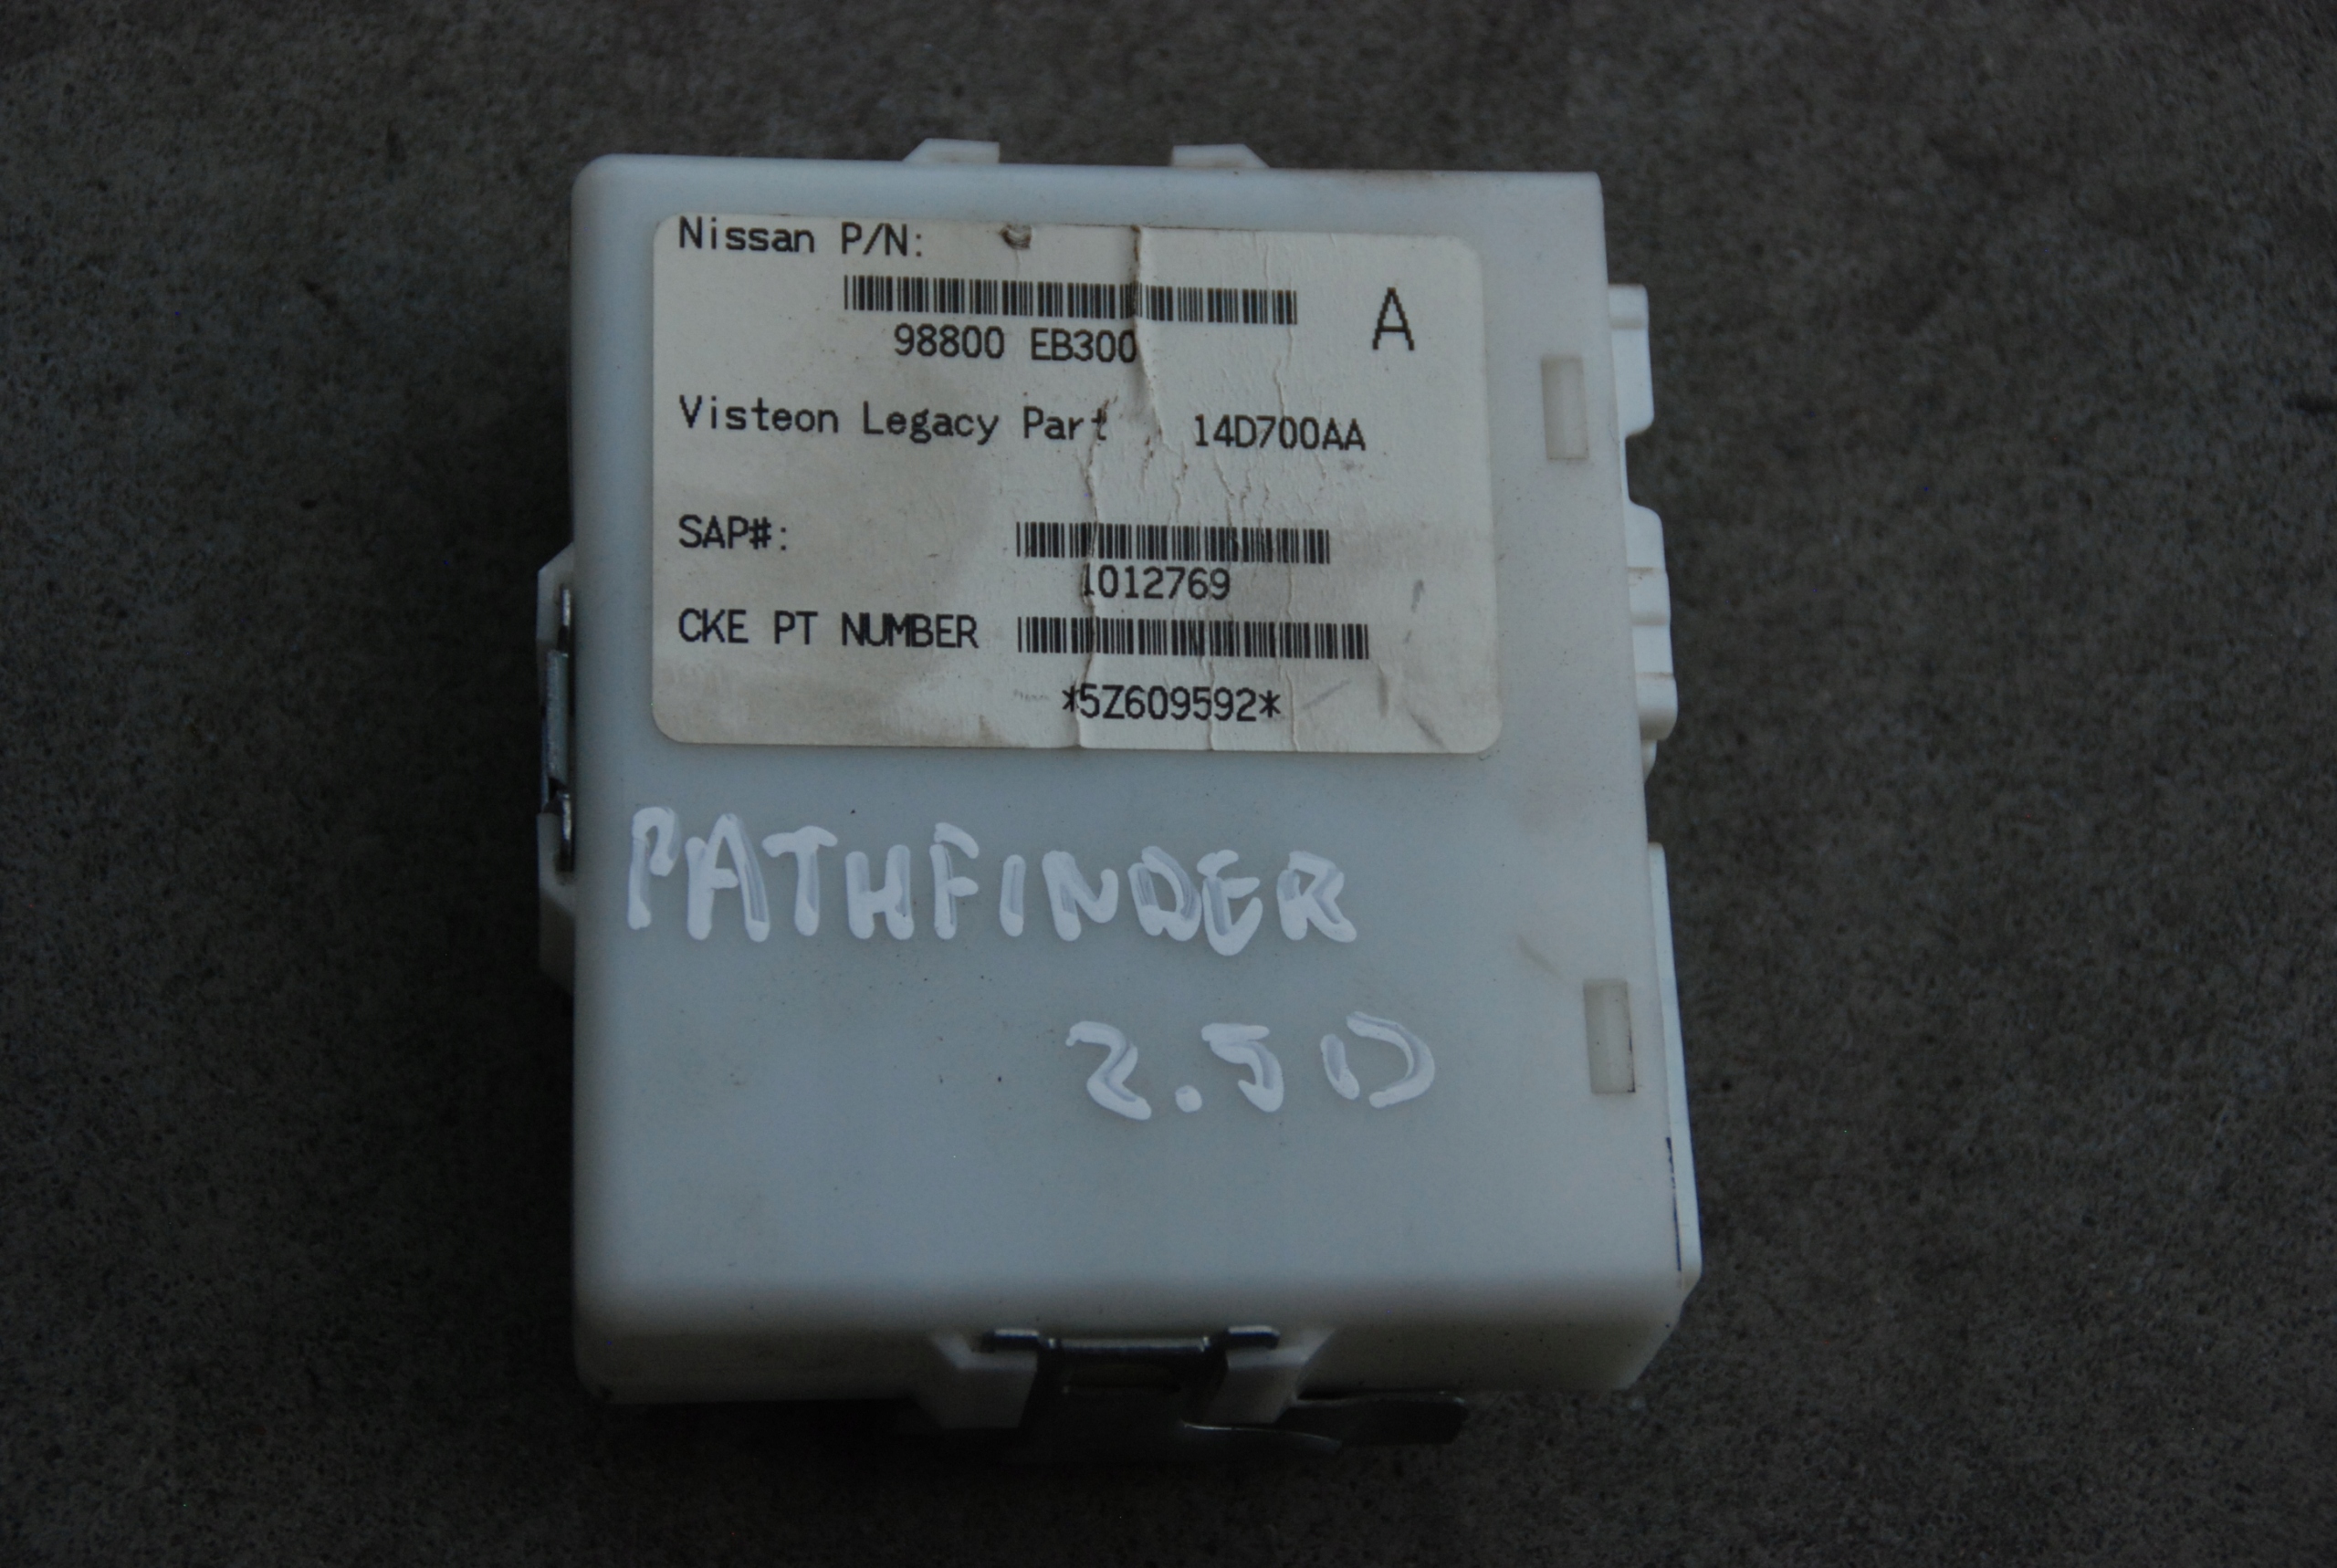 Nissan P/N:
98800 EB300
A
Visteon Legacy Part 14D700AA
SAP#:
1012769
CKE PT NUMBER
*5Z609592*
PATHFINDER
2.5D